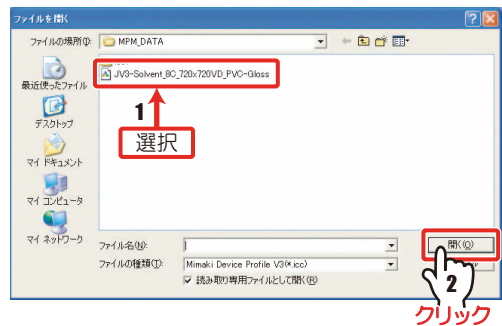 ファイルを開く
ファイルの場所(I):
MPM_DATA
最近使ったファイル
JV3-Solvent_8C_720x720VD_PVC-Gloss
1
選択
デスクトップ
マイ ドキュメント
マイ コンピュータ
マイ ネットワーク
ファイル名(N):
開く(O)
ファイルの種類(T):
Mimaki Device Profile V3(*.icc)
読み取り専用ファイルとして開く(R)
2
クリック